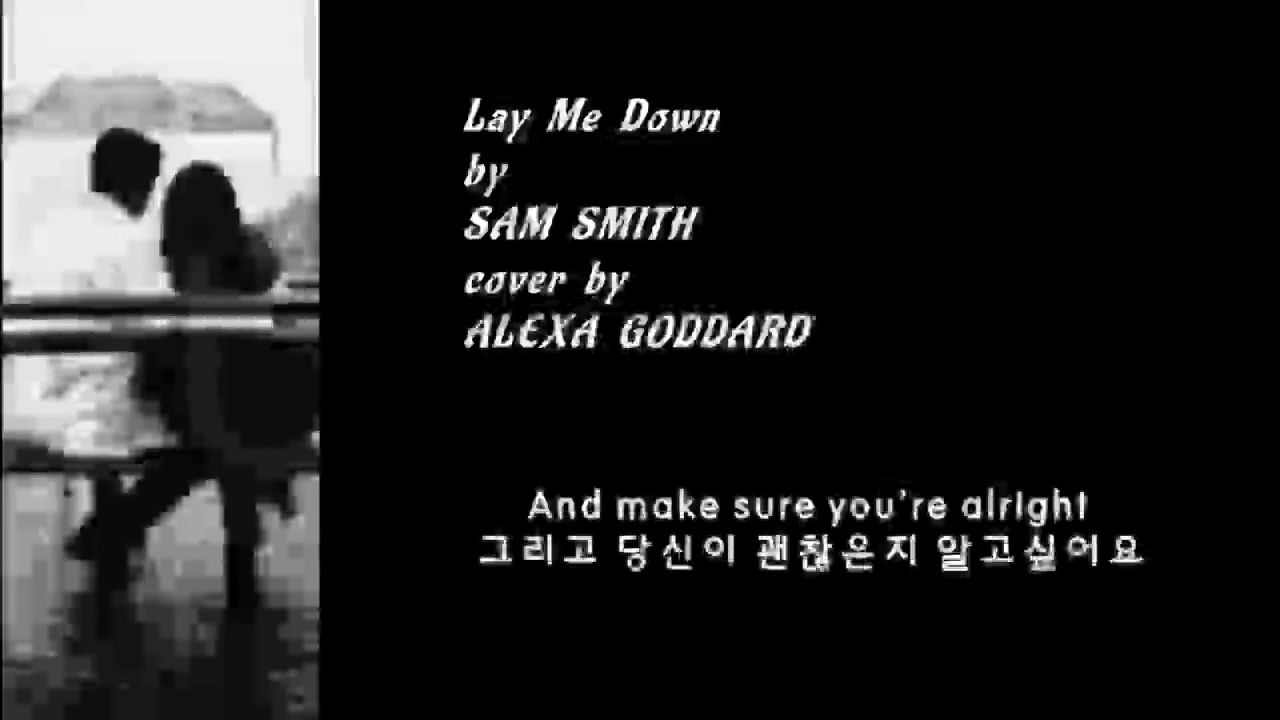 Lay Me Down
by
SAM SMITH
cover by
ALEXA GODDARD
And make sure you're alright
그리고 당신이 괜찮은지 알고싶어요